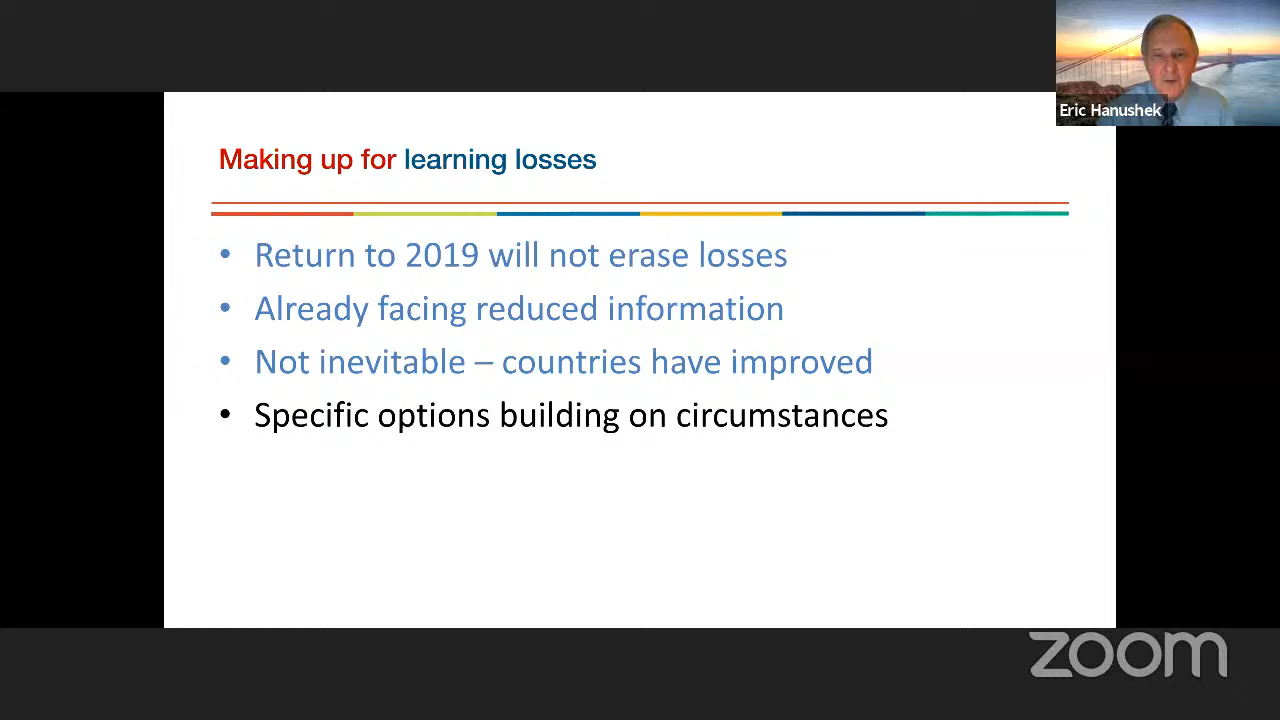 Eric Hanushek
Making up for learning losses
• Return to 2019 will not erase losses
• Already facing reduced information
• Not inevitable – countries have improved
• Specific options building on circumstances
zoom